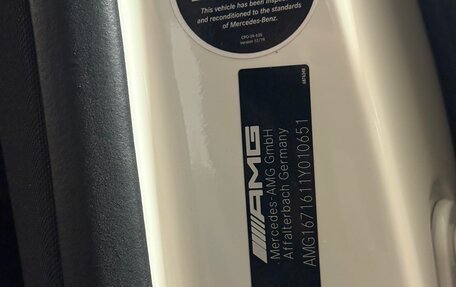 This vehicle has been inspected
and reconditioned to the standards
of Mercedes-Benz.
AMG
Mercedes-AMG GmbH
Affalterbach Germany
AMG1671611Y010651